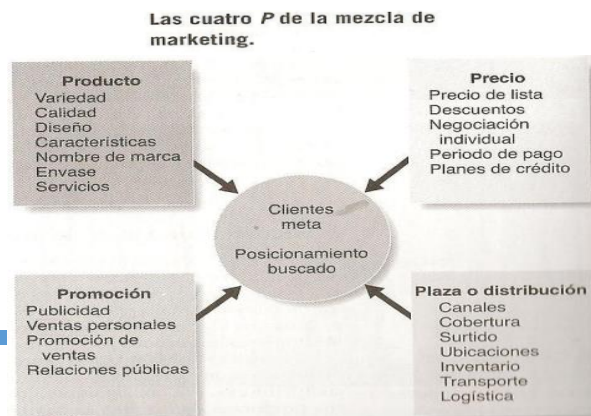 Las cuatro P de la mezcla de
marketing.
Producto
Variedad
Calidad
Diseño
Características
Nombre de marca
Envase
Servicios
Precio
Precio de lista
Descuentos
Negociación
individual
Periodo de pago
Planes de crédito
Clientes
meta
Posicionamiento
buscado
Promoción
Publicidad
Ventas personales
Promoción de
ventas
Relaciones públicas
Plaza o distribución
Canales
Cobertura
Surtido
Ubicaciones
Inventario
Transporte
Logística